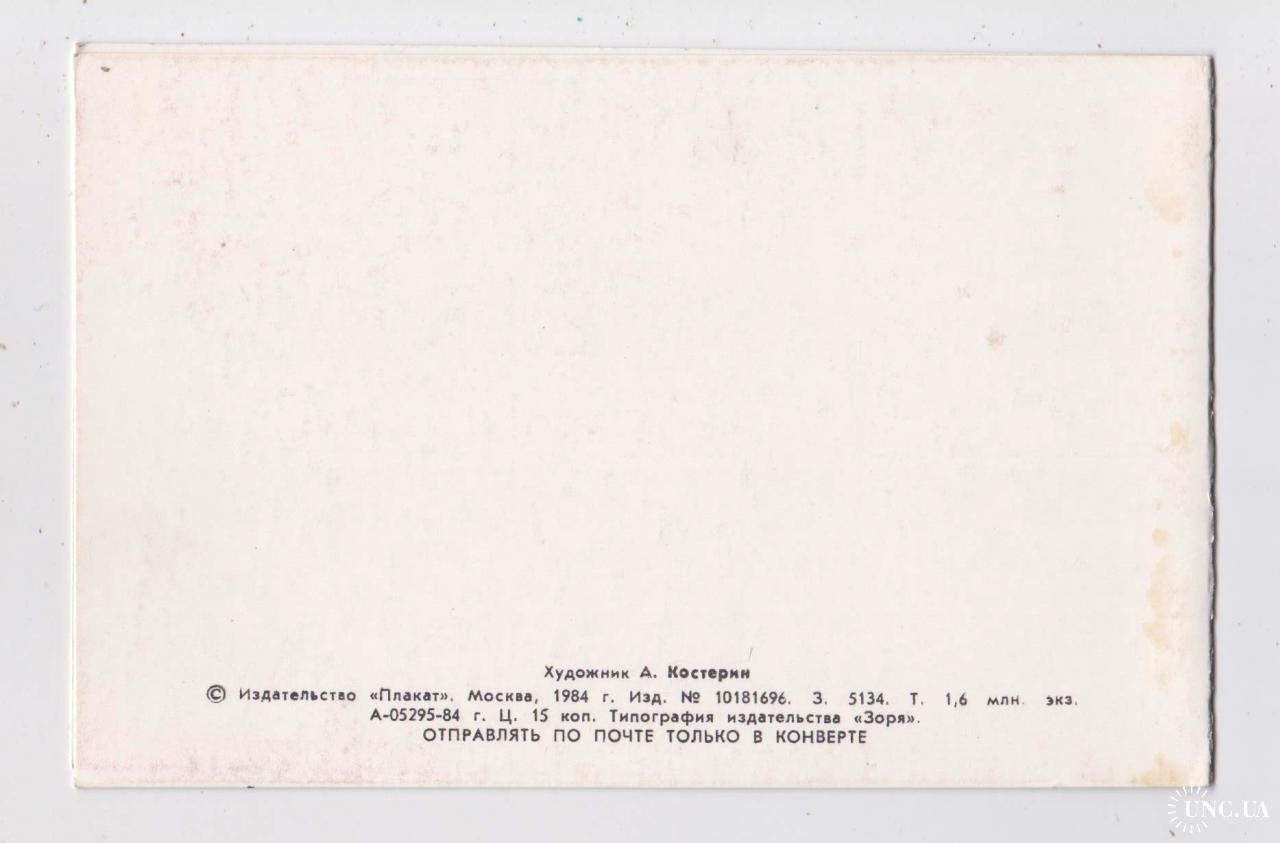 Художник А. Костерин
© Издательство «Плакат». Москва, 1984 г. Изд. № 10181696. З. 5134. Т. 1,6 млн. экз.
А-05295-84 г. Ц. 15 коп. Типография издательства «Зоря».
ОТПРАВЛЯТЬ ПО ПОЧТЕ ТОЛЬКО В КОНВЕРТЕ
UNC.UA